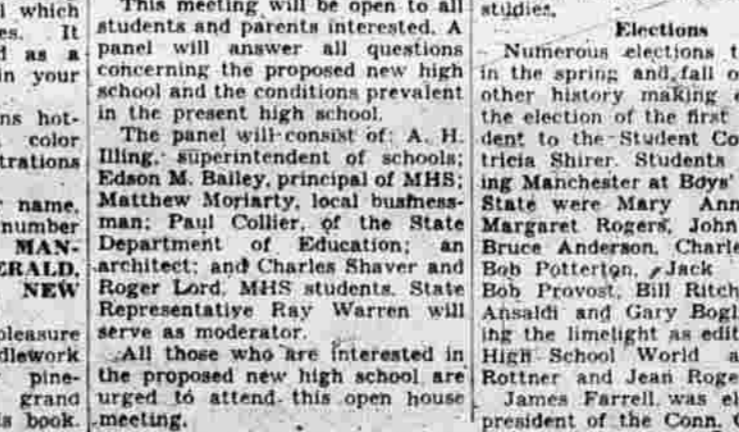 l which
es. It
d as a
in your
ns hot-
color
trations
name,
number
MAN-
ERALD,
NEW
pleasure
dlework
pine-
grand
s book.
This meeting will be open to all
students and parents interested. A
panel will answer all questions
concerning the proposed new high
school and the conditions prevalent
in the present high school.
The panel will consist of: A. H.
Illing, superintendent of schools;
Edson M. Bailey, principal of MHS;
Matthew Moriarty, local business-
man; Paul Collier, of the State
Department of Education; an
architect; and Charles Shaver and
Roger Lord, MHS students. State
Representative Ray Warren will
serve as moderator.
All those who are interested in
the proposed new high school are
urged to attend this open house
meeting.
studies.
Elections
Numerous elections t
in the spring and fall o
other history making
the election of the first
dent to the Student Co
tricia Shirer. Students
ing Manchester at Boys'
State were Mary Ann
Margaret Rogers, John
Bruce Anderson, Charle
Bob Potterton, Jack
Bob Provost, Bill Ritch
Ansaldi and Gary Bogl
ing the limelight as edit
High School World a
Rottner and Jean Roge
James Farrell was el
president of the Conn.